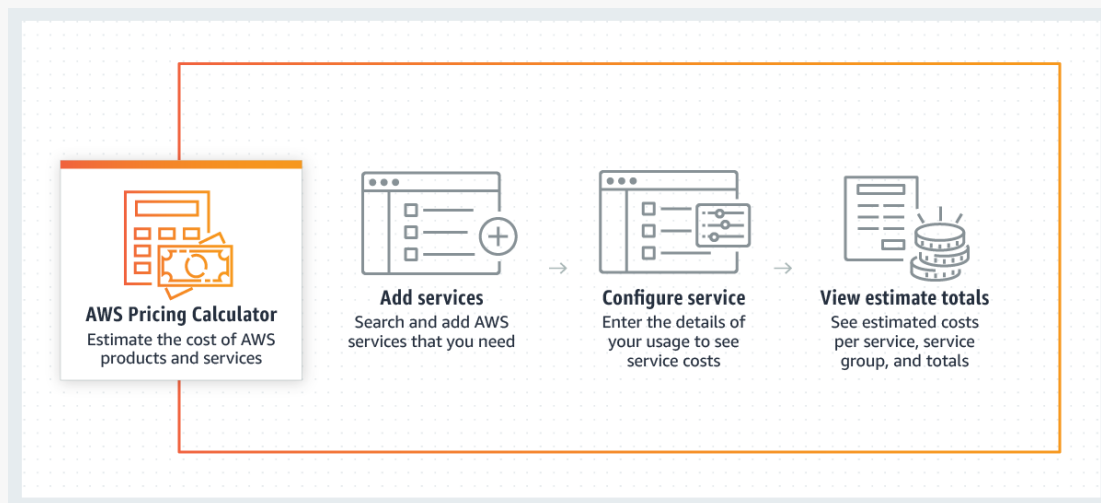 AWS Pricing Calculator
Estimate the cost of AWS
products and services
Add services
Search and add AWS
services that you need
Configure service
Enter the details of
your usage to see
service costs
View estimate totals
See estimated costs
per service, service
group, and totals